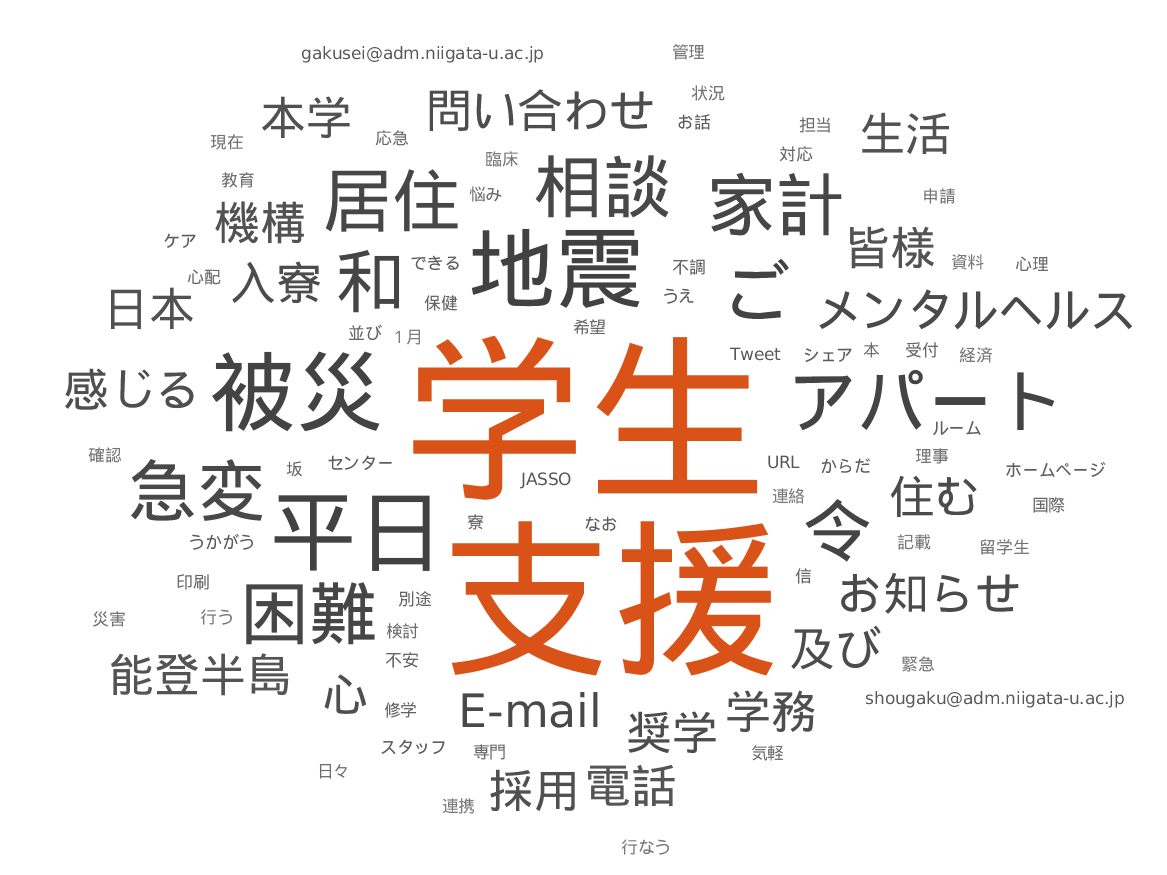 gakusei@adm.niigata-u.ac.jp
管理
状況
本学
問い合わせ
お話
担当
生活
現在
応急
臨床
対応
教育
居住
悩み
相談
家計
申請
機構
ケア
皆様
心配
入寮
和
できる
地震
不調
ご
資料
心理
日本
保健
うえ
メンタルヘルス
並び
1月
希望
学生
Tweet
シェア
本
受付
経済
感じる
被災
アパート
ルーム
確認
急変
坂
センター
JASSO
URL
からだ
理事
ホームページ
平日
寮
なお
連絡
令
住む
国際
うかがう
支援
記載
留学生
印刷
困難
別途
信
お知らせ
災害
行う
検討
能登半島
不安
及び
緊急
心
修学
E-mail
奨学
学務
shougaku@adm.niigata-u.ac.jp
スタッフ
専門
気軽
日々
連携
採用
電話
行なう